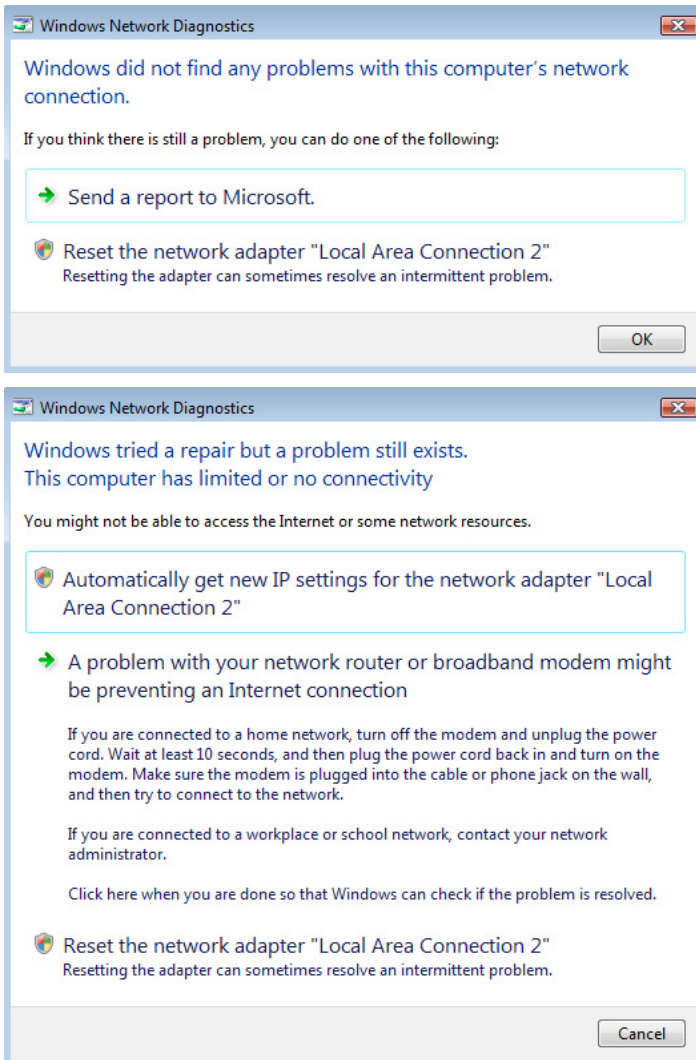 Windows Network Diagnostics
Windows did not find any problems with this computer's network
connection.
If you think there is still a problem, you can do one of the following:
Send a report to Microsoft.
Reset the network adapter "Local Area Connection 2"
Resetting the adapter can sometimes resolve an intermittent problem.
OK
Windows Network Diagnostics
Windows tried a repair but a problem still exists.
This computer has limited or no connectivity
You might not be able to access the Internet or some network resources.
Automatically get new IP settings for the network adapter "Local
Area Connection 2"
A problem with your network router or broadband modem might
be preventing an Internet connection
If you are connected to a home network, turn off the modem and unplug the power
cord. Wait at least 10 seconds, and then plug the power cord back in and turn on the
modem. Make sure the modem is plugged into the cable or phone jack on the wall,
and then try to connect to the network.
If you are connected to a workplace or school network, contact your network
administrator.
Click here when you are done so that Windows can check if the problem is resolved.
Reset the network adapter "Local Area Connection 2"
Resetting the adapter can sometimes resolve an intermittent problem.
Cancel